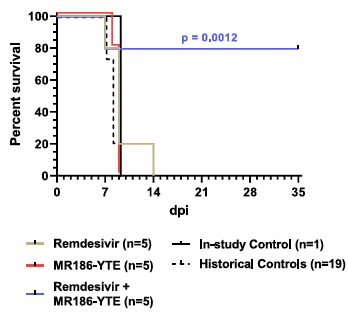 p = 0.0012
Percent survival
100
80
60
40
20
0
0 7 14 21 28 35
dpi
Remdesivir (n=5)
MR186-YTE (n=5)
Remdesivir +
MR186-YTE (n=5)
In-study Control (n=1)
Historical Controls (n=19)